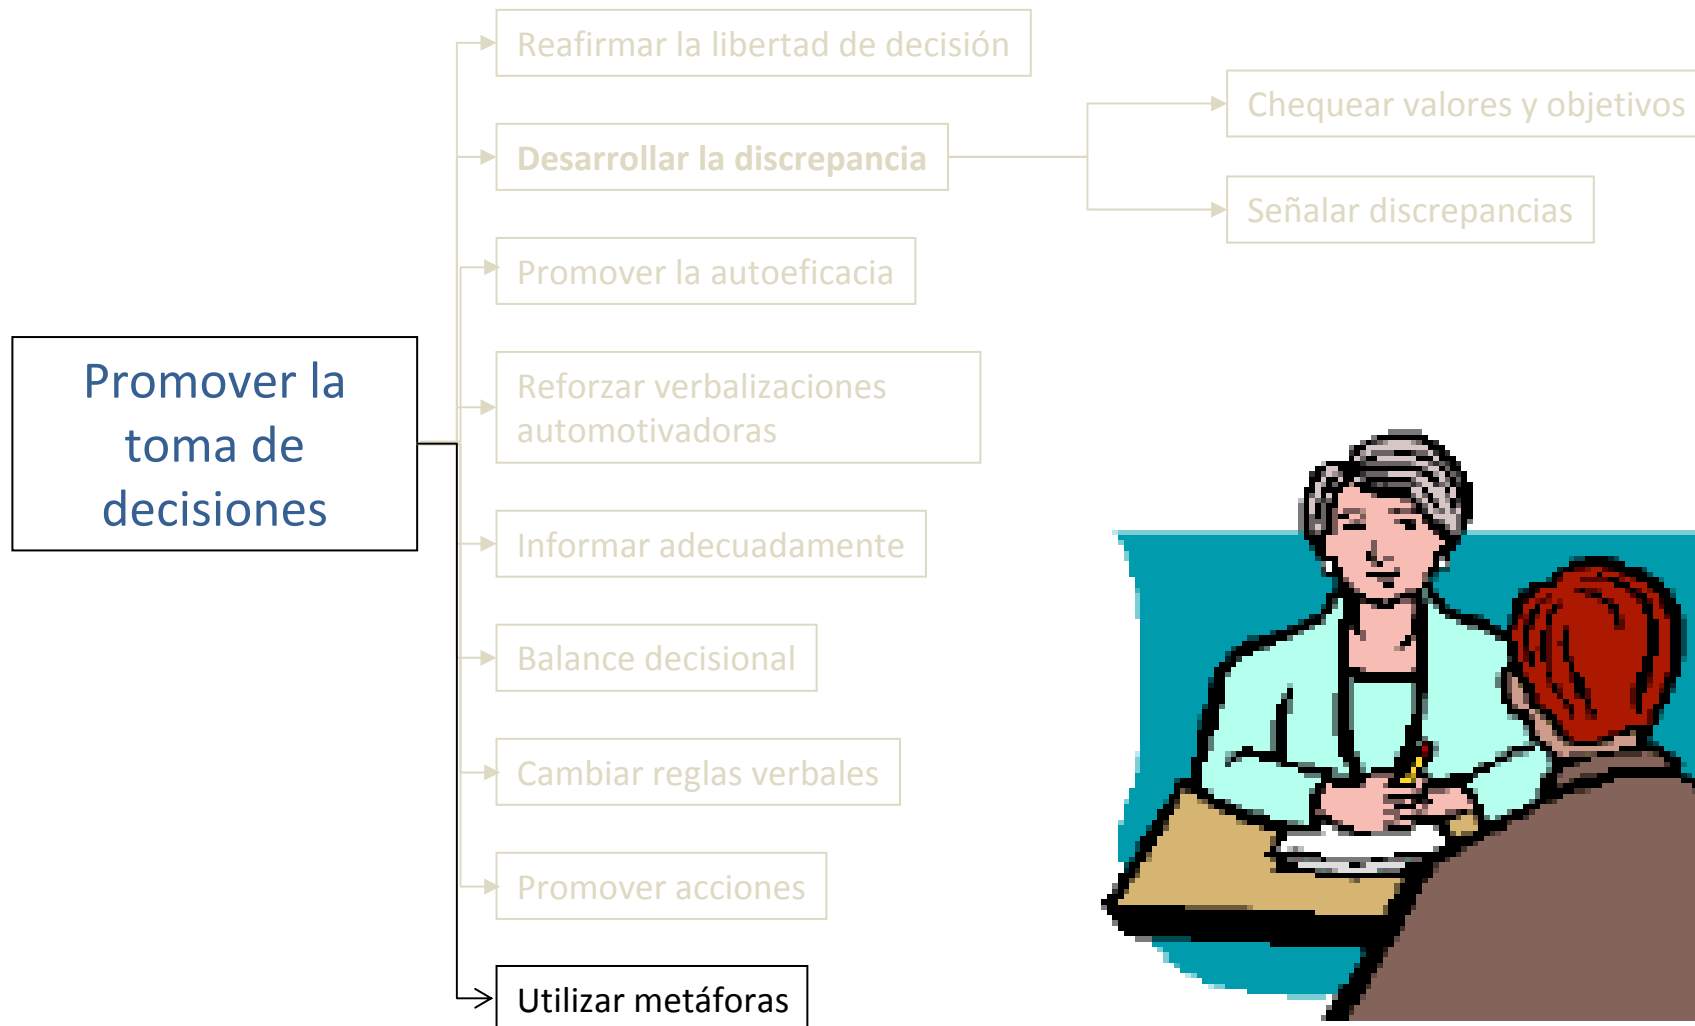 Reafirmar la libertad de decisión
Chequear valores y objetivos
Desarrollar la discrepancia
Señalar discrepancias
Promover la autoeficacia
Promover la
toma de
decisiones
Reforzar verbalizaciones
automotivadoras
Informar adecuadamente
Balance decisional
Cambiar reglas verbales
Promover acciones
Utilizar metáforas